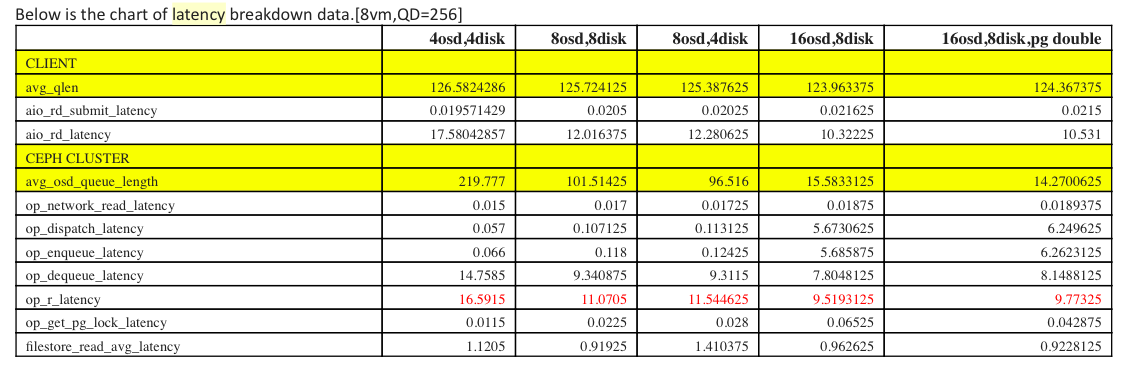 Below is the chart of latency breakdown data.[8vm,QD=256]
4osd,4disk 8osd,8disk 8osd,4disk 16osd,8disk 16osd,8disk,pg double
CLIENT
avg_qlen 126.5824286 125.724125 125.387625 123.963375 124.367375
aio_rd_submit_latency 0.019571429 0.0205 0.02025 0.021625 0.0215
aio_rd_latency 17.58042857 12.016375 12.280625 10.32225 10.531
CEPH CLUSTER
avg_osd_queue_length 219.777 101.51425 96.516 15.5833125 14.2700625
op_network_read_latency 0.015 0.017 0.01725 0.01875 0.0189375
op_dispatch_latency 0.057 0.107125 0.113125 5.6730625 6.249625
op_enqueue_latency 0.066 0.118 0.12425 5.685875 6.2623125
op_dequeue_latency 14.7585 9.340875 9.3115 7.8048125 8.1488125
op_r_latency 16.5915 11.0705 11.544625 9.5193125 9.77325
op_get_pg_lock_latency 0.0115 0.0225 0.028 0.06525 0.042875
filestore_read_avg_latency 1.1205 0.91925 1.410375 0.962625 0.9228125